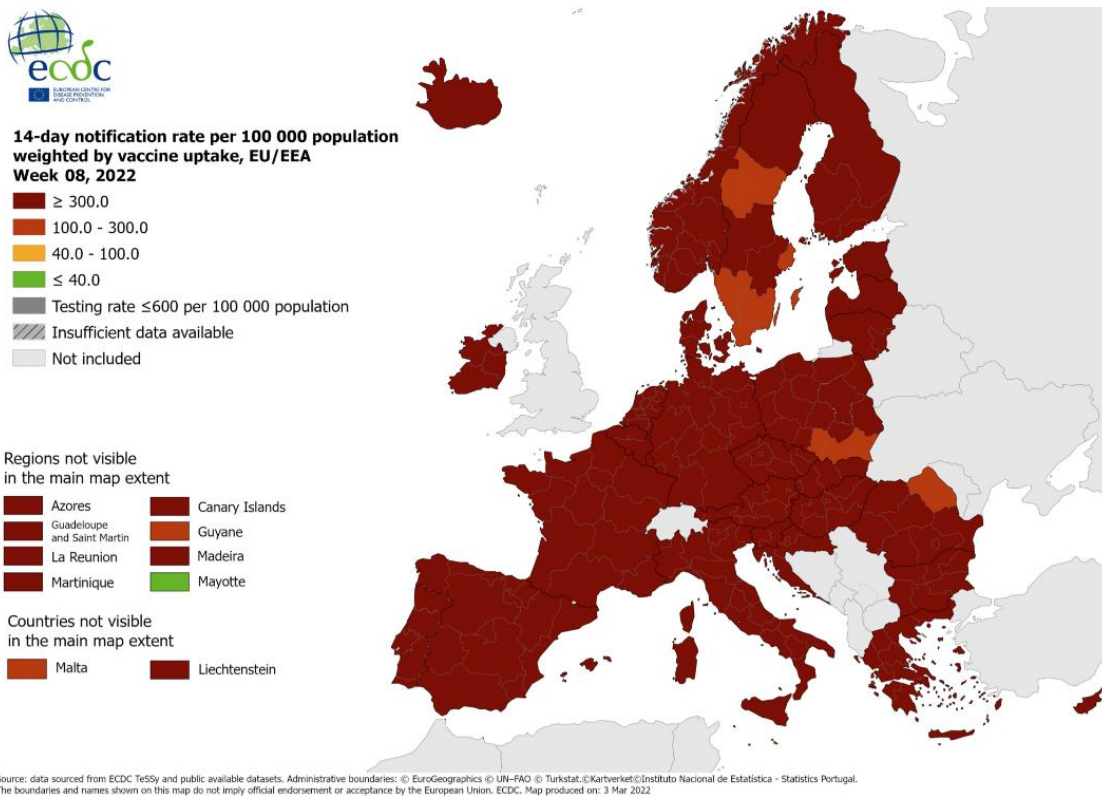 ecdc
EUROPEAN CENTRE FOR
DISEASE PREVENTION
AND CONTROL
14-day notification rate per 100 000 population
weighted by vaccine uptake, EU/EEA
Week 08, 2022
≥ 300.0
100.0 - 300.0
40.0 - 100.0
≤ 40.0
Testing rate ≤600 per 100 000 population
Insufficient data available
Not included
Regions not visible
in the main map extent
Azores
Canary Islands
Guadeloupe
and Saint Martin
Guyane
La Reunion
Madeira
Martinique
Mayotte
Countries not visible
in the main map extent
Malta
Liechtenstein
Source: data sourced from ECDC TeSSy and public available datasets. Administrative boundaries: © EuroGeographics © UN–FAO © Turkstat.©Kartverket©Instituto Nacional de Estatística - Statistics Portugal.
The boundaries and names shown on this map do not imply official endorsement or acceptance by the European Union. ECDC. Map produced on: 3 Mar 2022